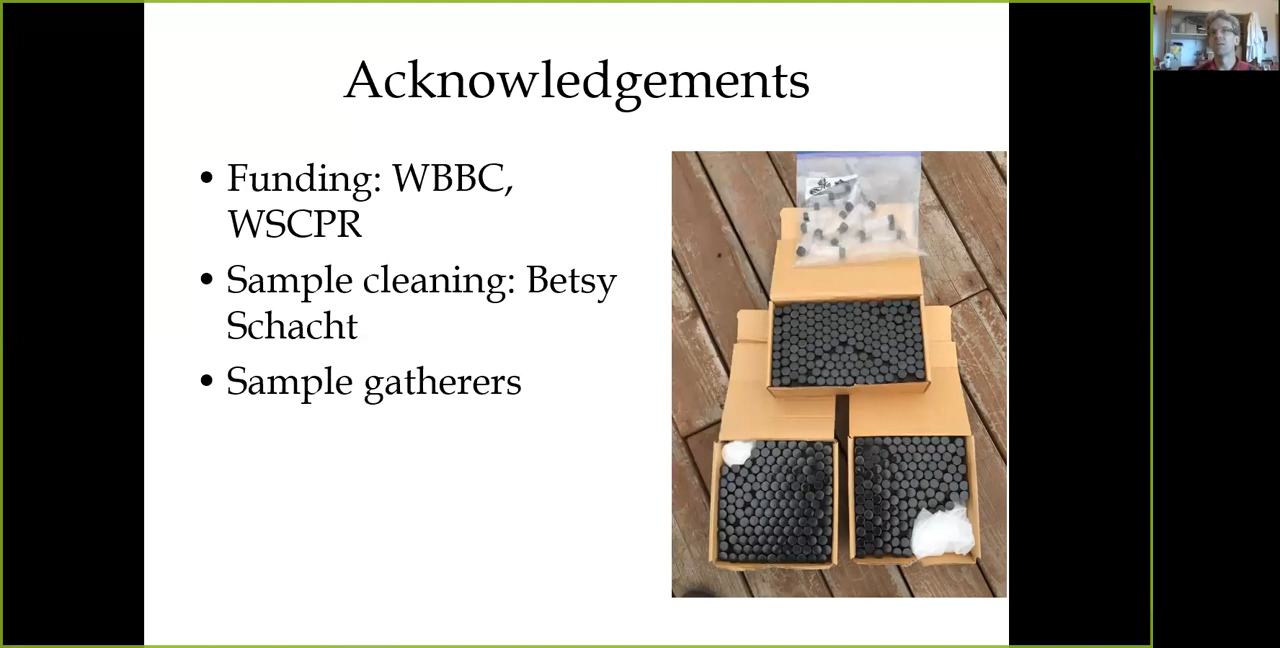 Acknowledgements
• Funding: WBBC,
WSCPR
• Sample cleaning: Betsy
Schacht
• Sample gatherers